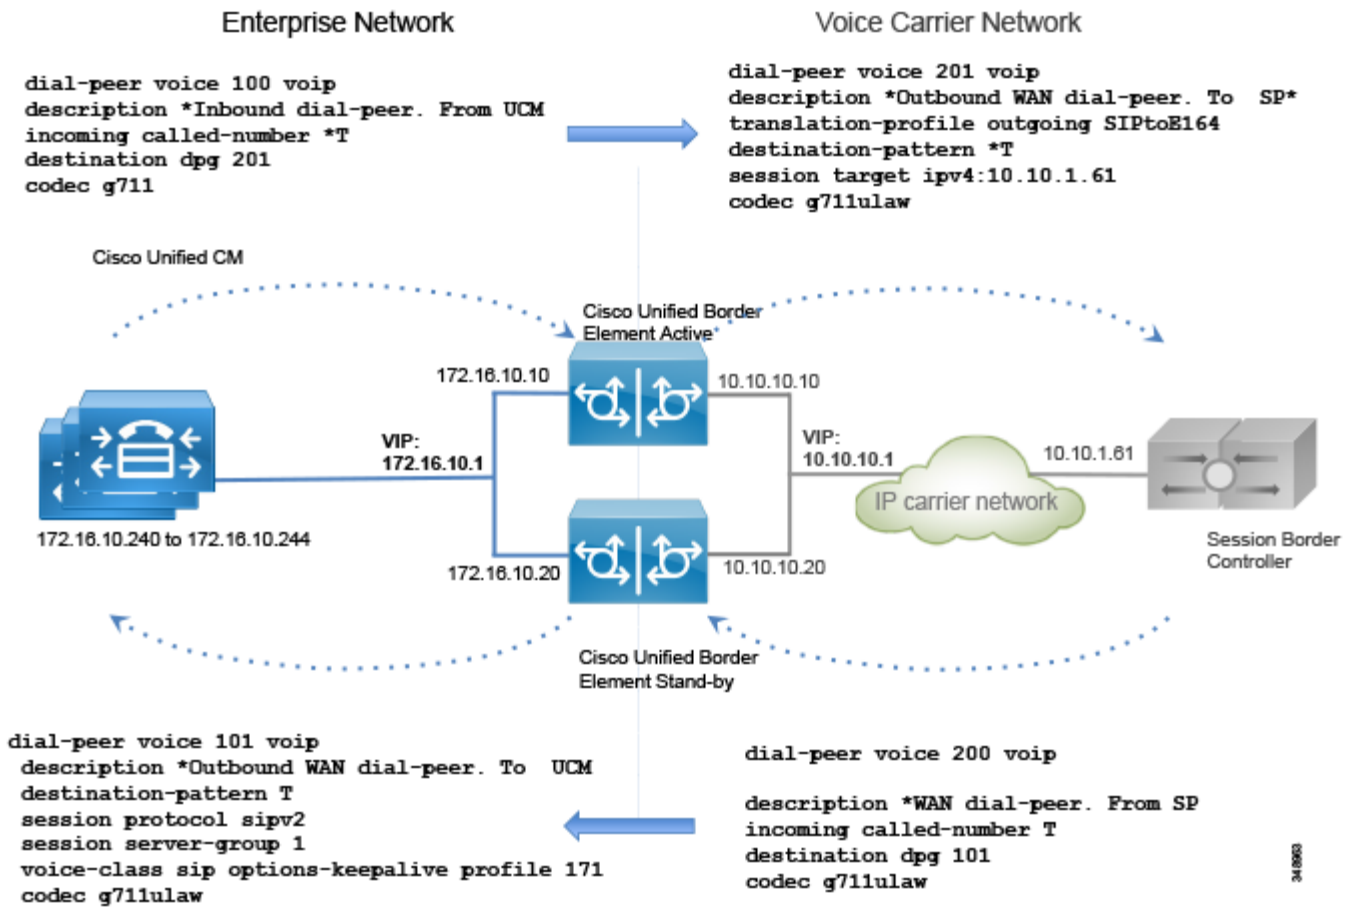 Enterprise Network
Voice Carrier Network
dial-peer voice 100 voip
description *Inbound dial-peer. From UCM
incoming called-number *T
destination dpg 201
codec g711
dial-peer voice 201 voip
description *Outbound WAN dial-peer. To SP*
translation-profile outgoing SIPtoE164
destination-pattern *T
session target ipv4:10.10.1.61
codec g711ulaw
Cisco Unified CM
Cisco Unified Border
Element Active
172.16.10.10
10.10.10.10
VIP:
172.16.10.1
VIP:
10.10.10.1
10.10.1.61
IP carrier network
172.16.10.240 to 172.16.10.244
172.16.10.20
10.10.10.20
Session Border
Controller
Cisco Unified Border
Element Stand-by
dial-peer voice 101 voip
description *Outbound WAN dial-peer. To UCM
destination-pattern T
session protocol sipv2
session server-group 1
voice-class sip options-keepalive profile 171
codec g711ulaw
dial-peer voice 200 voip
description *WAN dial-peer. From SP
incoming called-number T
destination dpg 101
codec g711ulaw
348963